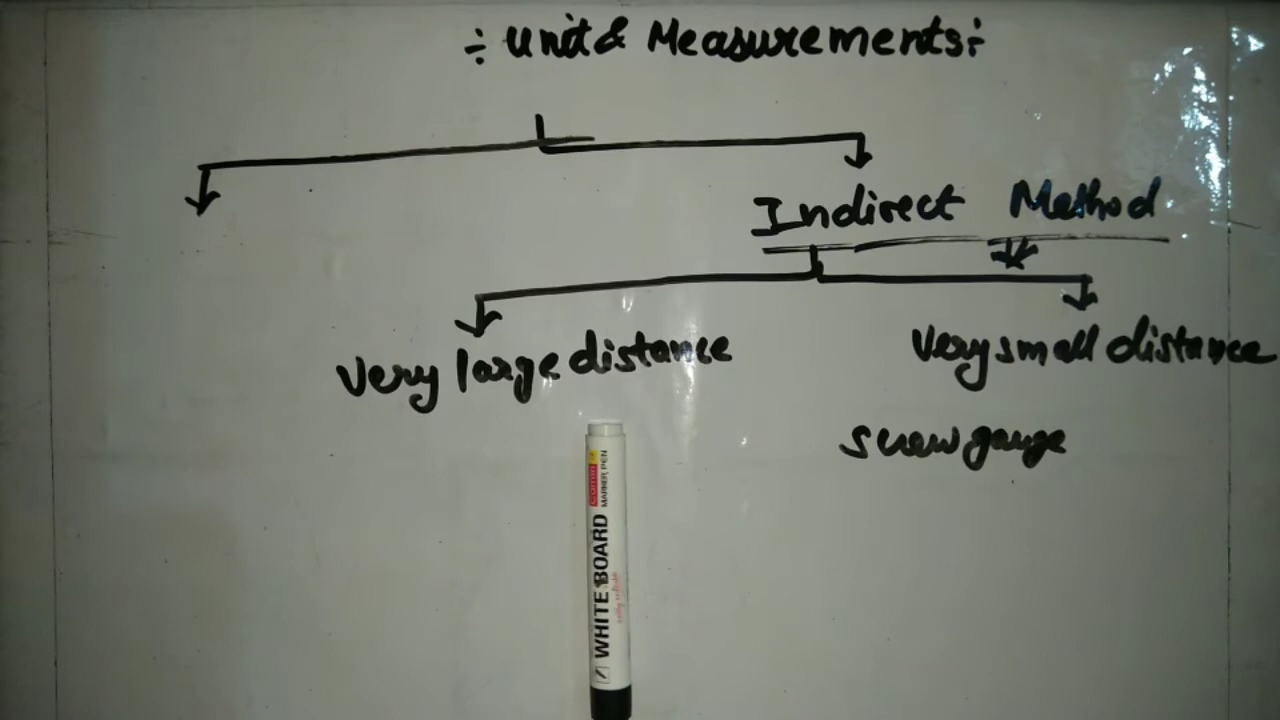 ÷ Unit & Measurements÷
Indirect Method
Very large distance
Very small distance
screw gauge
WHITE BOARD
MARKER PEN